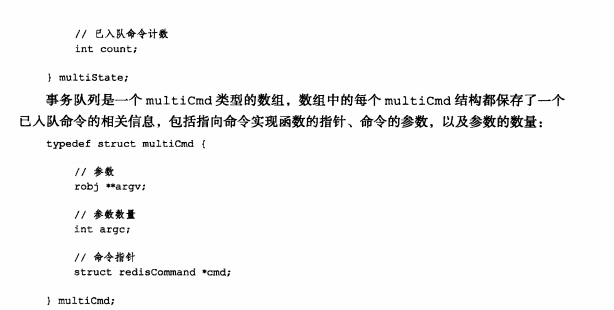 // 已入队命令计数
int count;
} multiState;
事务队列是一个 multiCmd 类型的数组，数组中的每个 multiCmd 结构都保存了一个
已入队命令的相关信息，包括指向命令实现函数的指针、命令的参数，以及参数的数量：
typedef struct multiCmd {
// 参数
robj **argv;
// 参数数量
int argc;
// 命令指针
struct redisCommand *cmd;
} multiCmd;